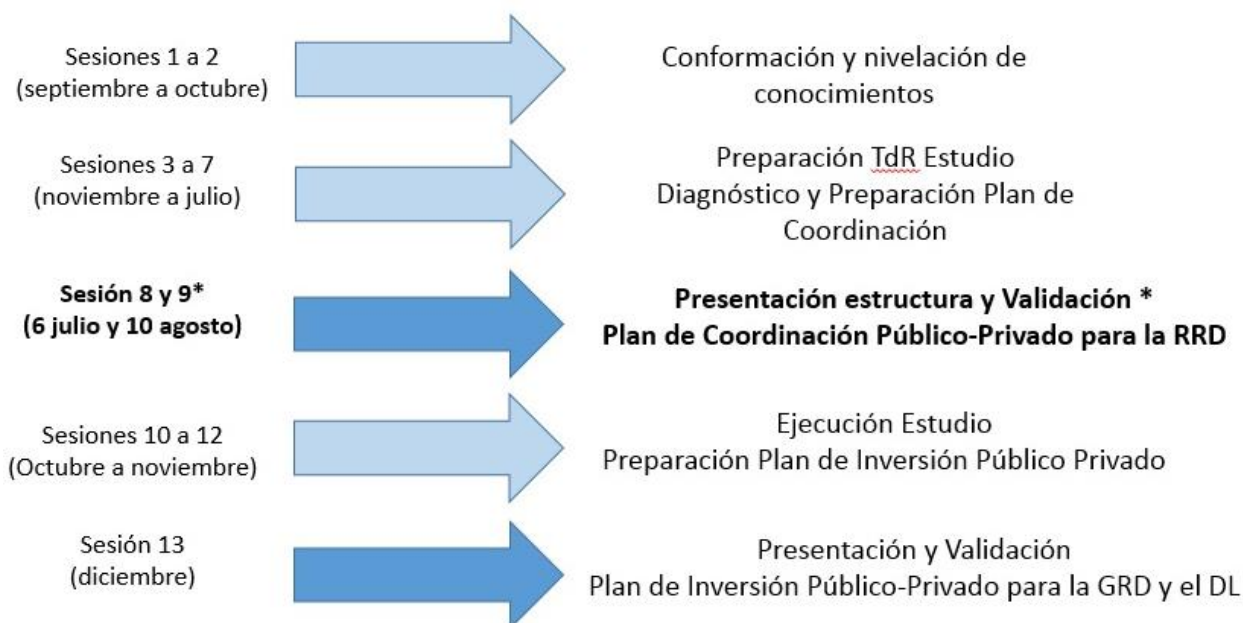 Sesiones 1 a 2
(septiembre a octubre)
Conformación y nivelación de
conocimientos
Sesiones 3 a 7
(noviembre a julio)
Preparación TdR Estudio
Diagnóstico y Preparación Plan de
Coordinación
Sesión 8 y 9*
(6 julio y 10 agosto)
Presentación estructura y Validación *
Plan de Coordinación Público-Privado para la RRD
Sesiones 10 a 12
(Octubre a noviembre)
Ejecución Estudio
Preparación Plan de Inversión Público Privado
Sesión 13
(diciembre)
Presentación y Validación
Plan de Inversión Público-Privado para la GRD y el DL